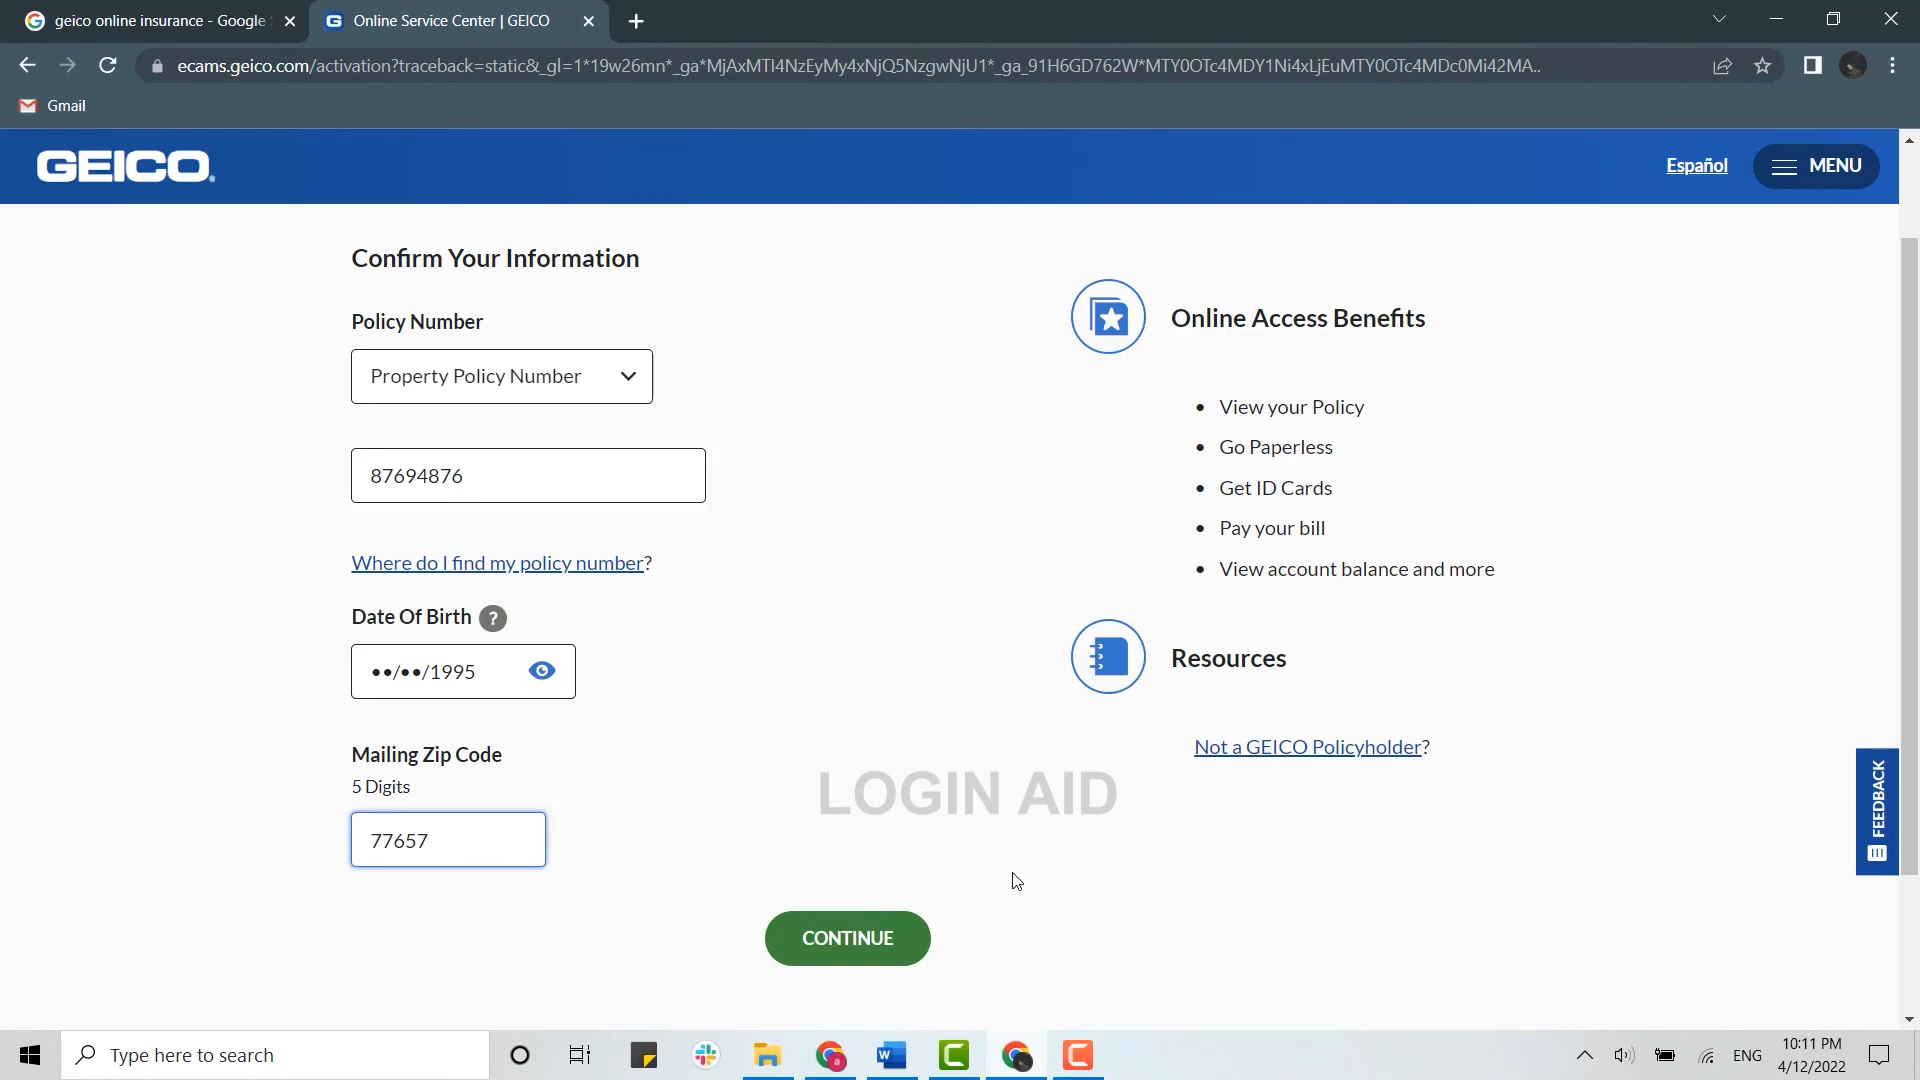 geico online insurance - Google
Online Service Center | GEICO
ecams.geico.com/activation?traceback=static&_gl=1*19w26mn*_ga*MjAxMTI4NzEyMy4xNjQ5NzgwNjU1*_ga_91H6GD762W*MTY0OTc4MDY1Ni4xLjEuMTY0OTc4MDc0Mi42MA..
Gmail
GEICO
Español
MENU
Confirm Your Information
Policy Number
Property Policy Number
87694876
Where do I find my policy number?
Date Of Birth ?
••/••/1995
Mailing Zip Code
5 Digits
77657
CONTINUE
Online Access Benefits
• View your Policy
• Go Paperless
• Get ID Cards
• Pay your bill
• View account balance and more
Resources
Not a GEICO Policyholder?
LOGIN AID
FEEDBACK
Type here to search
ENG
10:11 PM
4/12/2022